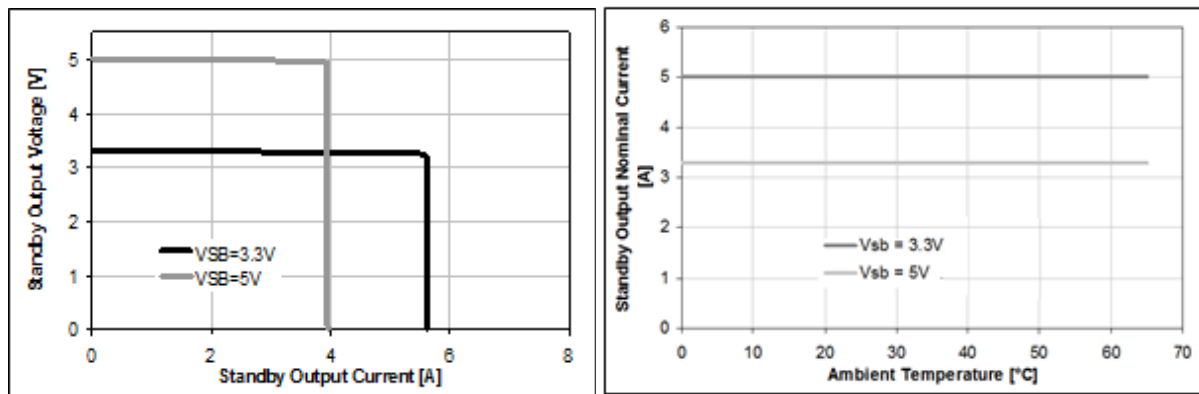 Standby Output Voltage [V]
5
4
3
2
1
0
VSB=3.3V
VSB=5V
0 2 4 6 8
Standby Output Current [A]
Standby Output Nominal Current
[A]
6
5
4
3
2
1
0
Vsb = 3.3V
Vsb = 5V
0 10 20 30 40 50 60 70
Ambient Temperature [°C]